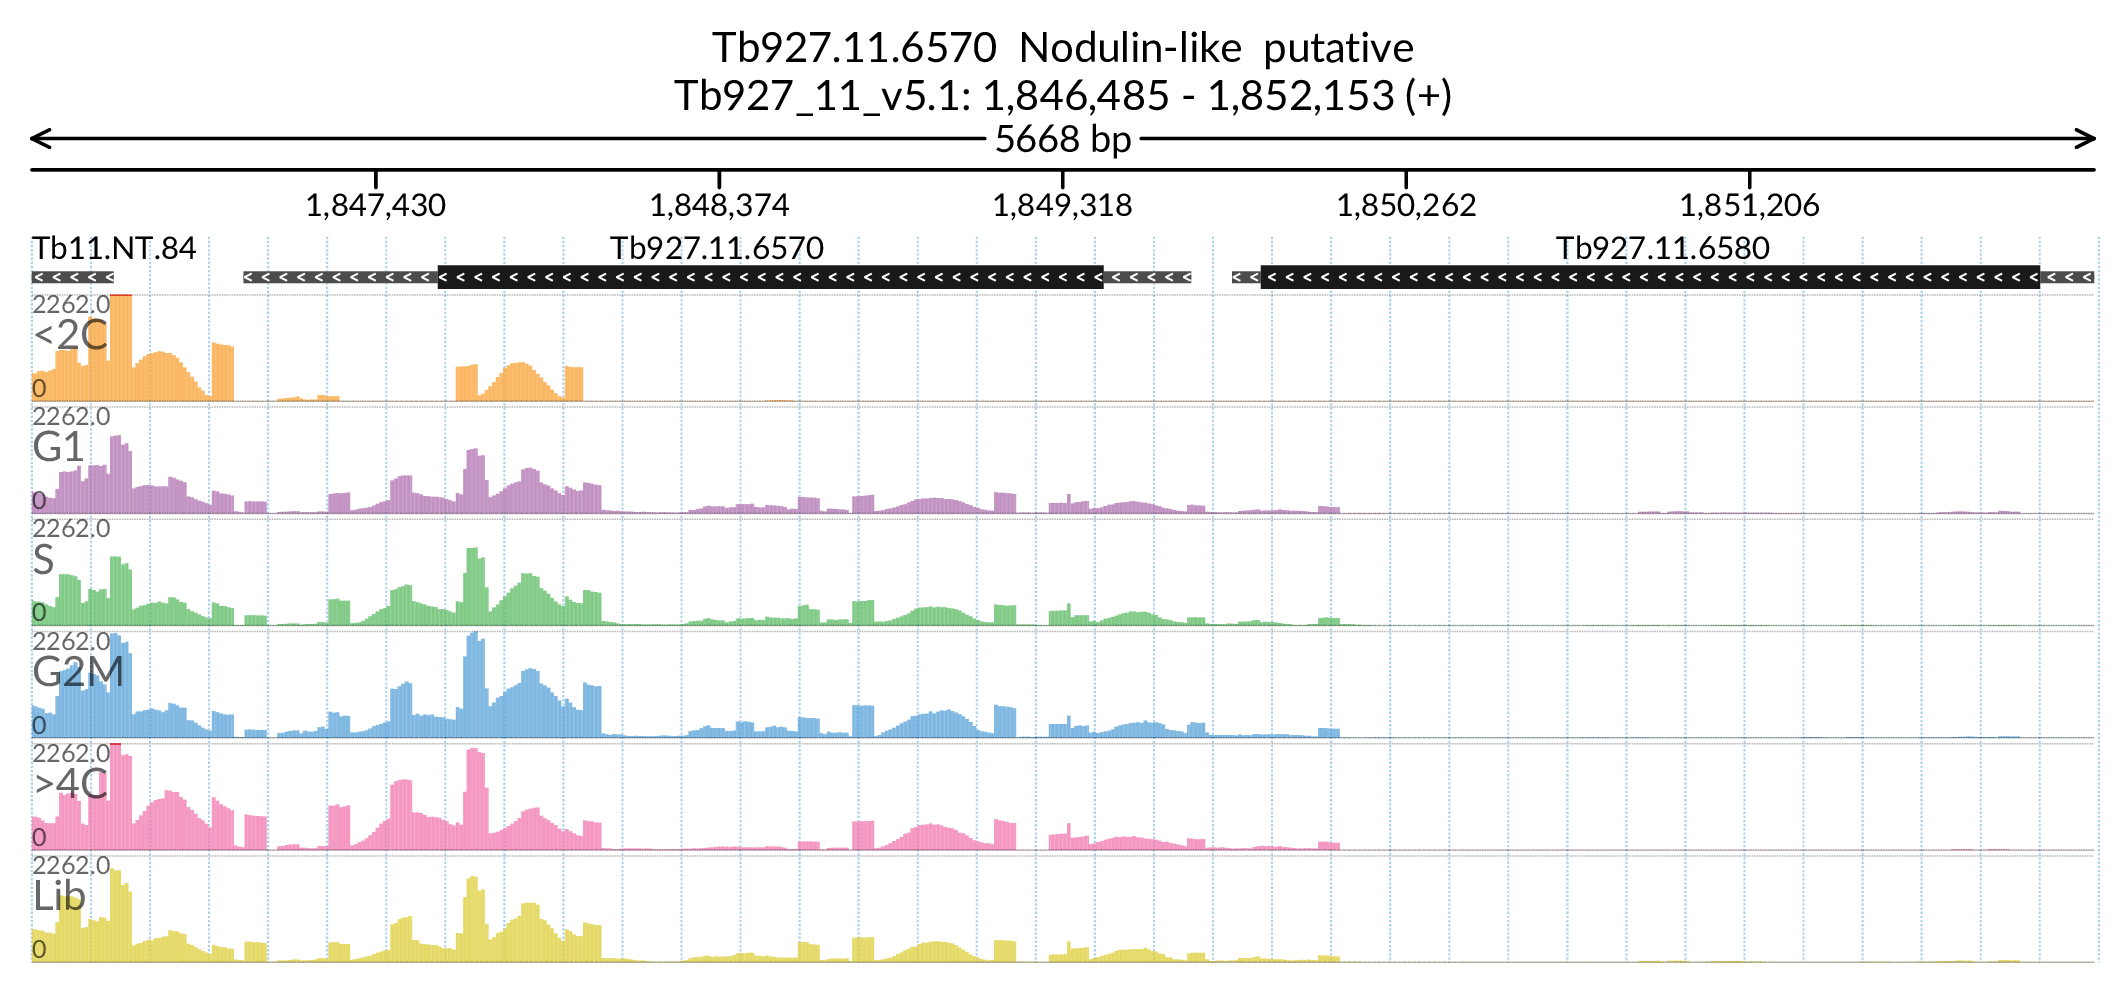 Tb927.11.6570 Nodulin-like putative
Tb927_11_v5.1: 1,846,485 - 1,852,153 (+)
5668 bp
1,847,430 1,848,374 1,849,318 1,850,262 1,851,206
Tb11.NT.84 Tb927.11.6570 Tb927.11.6580
2262.0
<2C
0
2262.0
G1
0
2262.0
S
0
2262.0
G2M
0
2262.0
>4C
0
2262.0
Lib
0